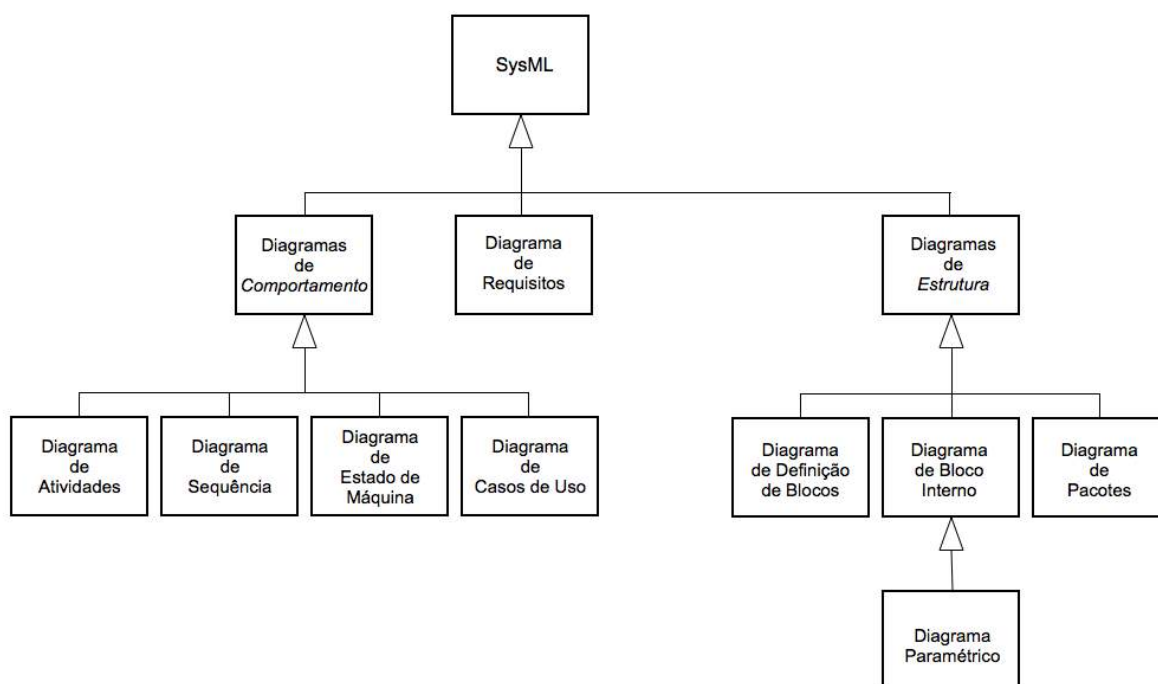 SysML
Diagramas
de
Comportamento
Diagrama
de
Requisitos
Diagramas
de
Estrutura
Diagrama
de
Atividades
Diagrama
de
Sequência
Diagrama
de
Estado de
Máquina
Diagrama
de
Casos de Uso
Diagrama
de Definição
de Blocos
Diagrama
de Bloco
Interno
Diagrama
de
Pacotes
Diagrama
Paramétrico